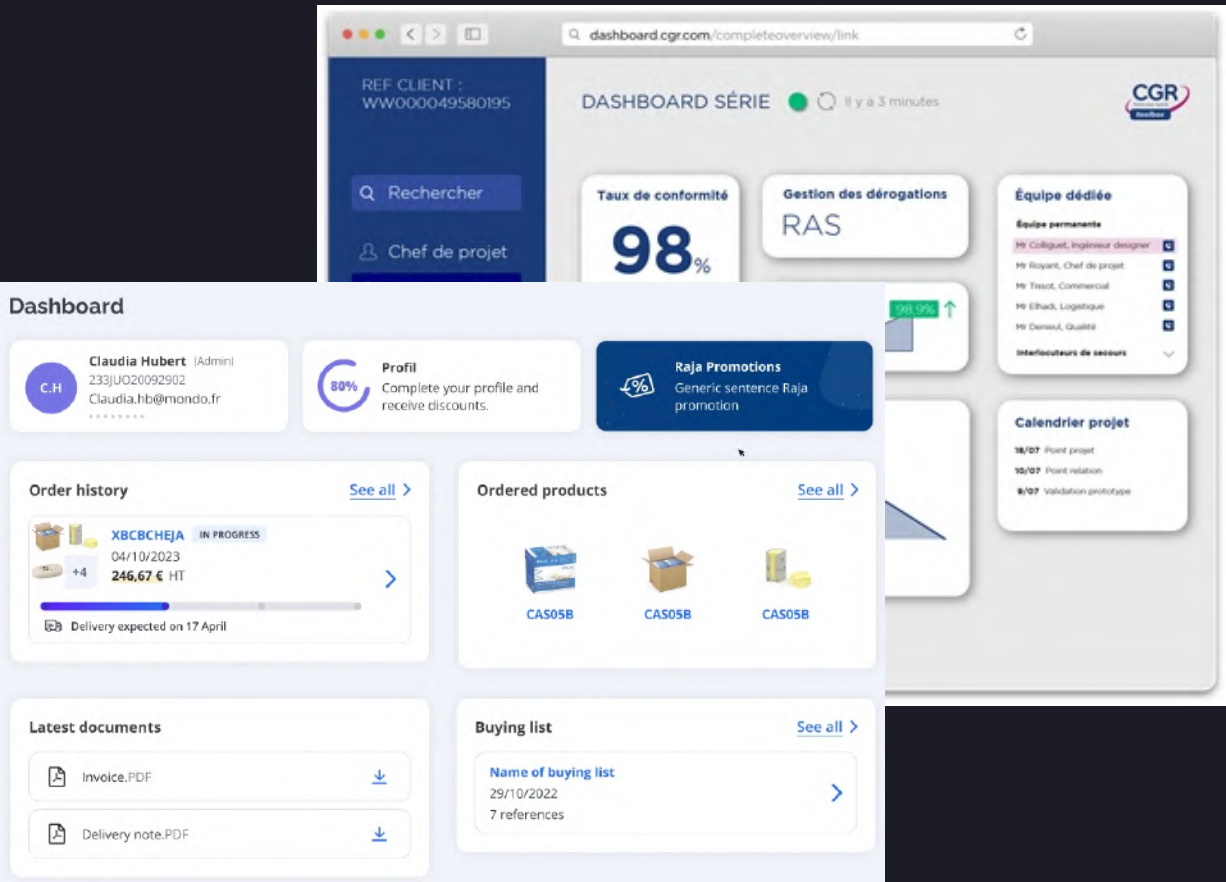 dashboard.cgr.com/completeoverview/link
REF CLIENT :
WW000049580195
DASHBOARD SÉRIE
Il y a 3 minutes
CGR
toolbox
Rechercher
Chef de projet
Taux de conformité
98%
Gestion des dérogations
RAS
98.9%
Équipe dédiée
Équipe permanente
Mr Colliguet, Ingénieur designer
Mr Royant, Chef de projet
Mr Tissot, Commercial
Mr Elhadi, Logistique
Mr Deneul, Qualité
Interlocuteurs de secours
Calendrier projet
18/07 Point projet
10/07 Point relation
9/07 Validation prototype
Dashboard
C.H
Claudia Hubert (Admin)
233JUO20092902
Claudia.hb@mondo.fr
80%
Profil
Complete your profile and
receive discounts.
%
Raja Promotions
Generic sentence Raja
promotion
Order history
See all
XBCBCHEJA IN PROGRESS
04/10/2023
+4
246,67 € HT
Delivery expected on 17 April
Ordered products
See all
CAS05B
CAS05B
CAS05B
Latest documents
Invoice.PDF
Delivery note.PDF
Buying list
See all
Name of buying list
29/10/2022
7 references